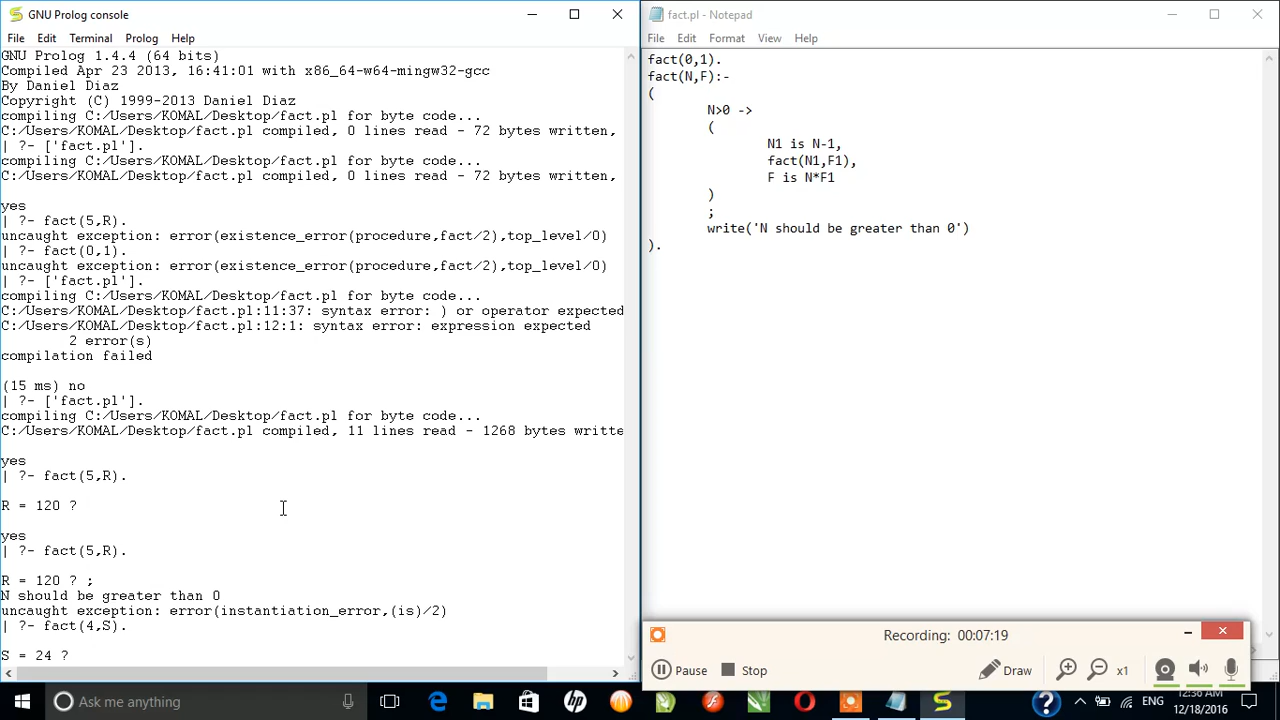 GNU Prolog console
File Edit Terminal Prolog Help
GNU Prolog 1.4.4 (64 bits)
Compiled Apr 23 2013, 16:41:01 with x86_64-w64-mingw32-gcc
By Daniel Diaz
Copyright (C) 1999-2013 Daniel Diaz
compiling C:/Users/KOMAL/Desktop/fact.pl for byte code...
C:/Users/KOMAL/Desktop/fact.pl compiled, 0 lines read - 72 bytes written,
| ?- ['fact.pl'].
compiling C:/Users/KOMAL/Desktop/fact.pl for byte code...
C:/Users/KOMAL/Desktop/fact.pl compiled, 0 lines read - 72 bytes written,
yes
| ?- fact(5,R).
uncaught exception: error(existence_error(procedure,fact/2),top_level/0)
| ?- fact(0,1).
uncaught exception: error(existence_error(procedure,fact/2),top_level/0)
| ?- ['fact.pl'].
compiling C:/Users/KOMAL/Desktop/fact.pl for byte code...
C:/Users/KOMAL/Desktop/fact.pl:11:37: syntax error: ) or operator expected
C:/Users/KOMAL/Desktop/fact.pl:12:1: syntax error: expression expected
2 error(s)
compilation failed
(15 ms) no
| ?- ['fact.pl'].
compiling C:/Users/KOMAL/Desktop/fact.pl for byte code...
C:/Users/KOMAL/Desktop/fact.pl compiled, 11 lines read - 1268 bytes writte
yes
| ?- fact(5,R).
R = 120 ?
yes
| ?- fact(5,R).
R = 120 ? ;
N should be greater than 0
uncaught exception: error(instantiation_error,(is)/2)
| ?- fact(4,S).
S = 24 ?
fact.pl - Notepad
File Edit Format View Help
fact(0,1).
fact(N,F):-
(
N>0 ->
(
N1 is N-1,
fact(N1,F1),
F is N*F1
)
;
write('N should be greater than 0')
).
Recording: 00:07:19
Pause Stop Draw x1
Ask me anything
12:36 AM
12/18/2016